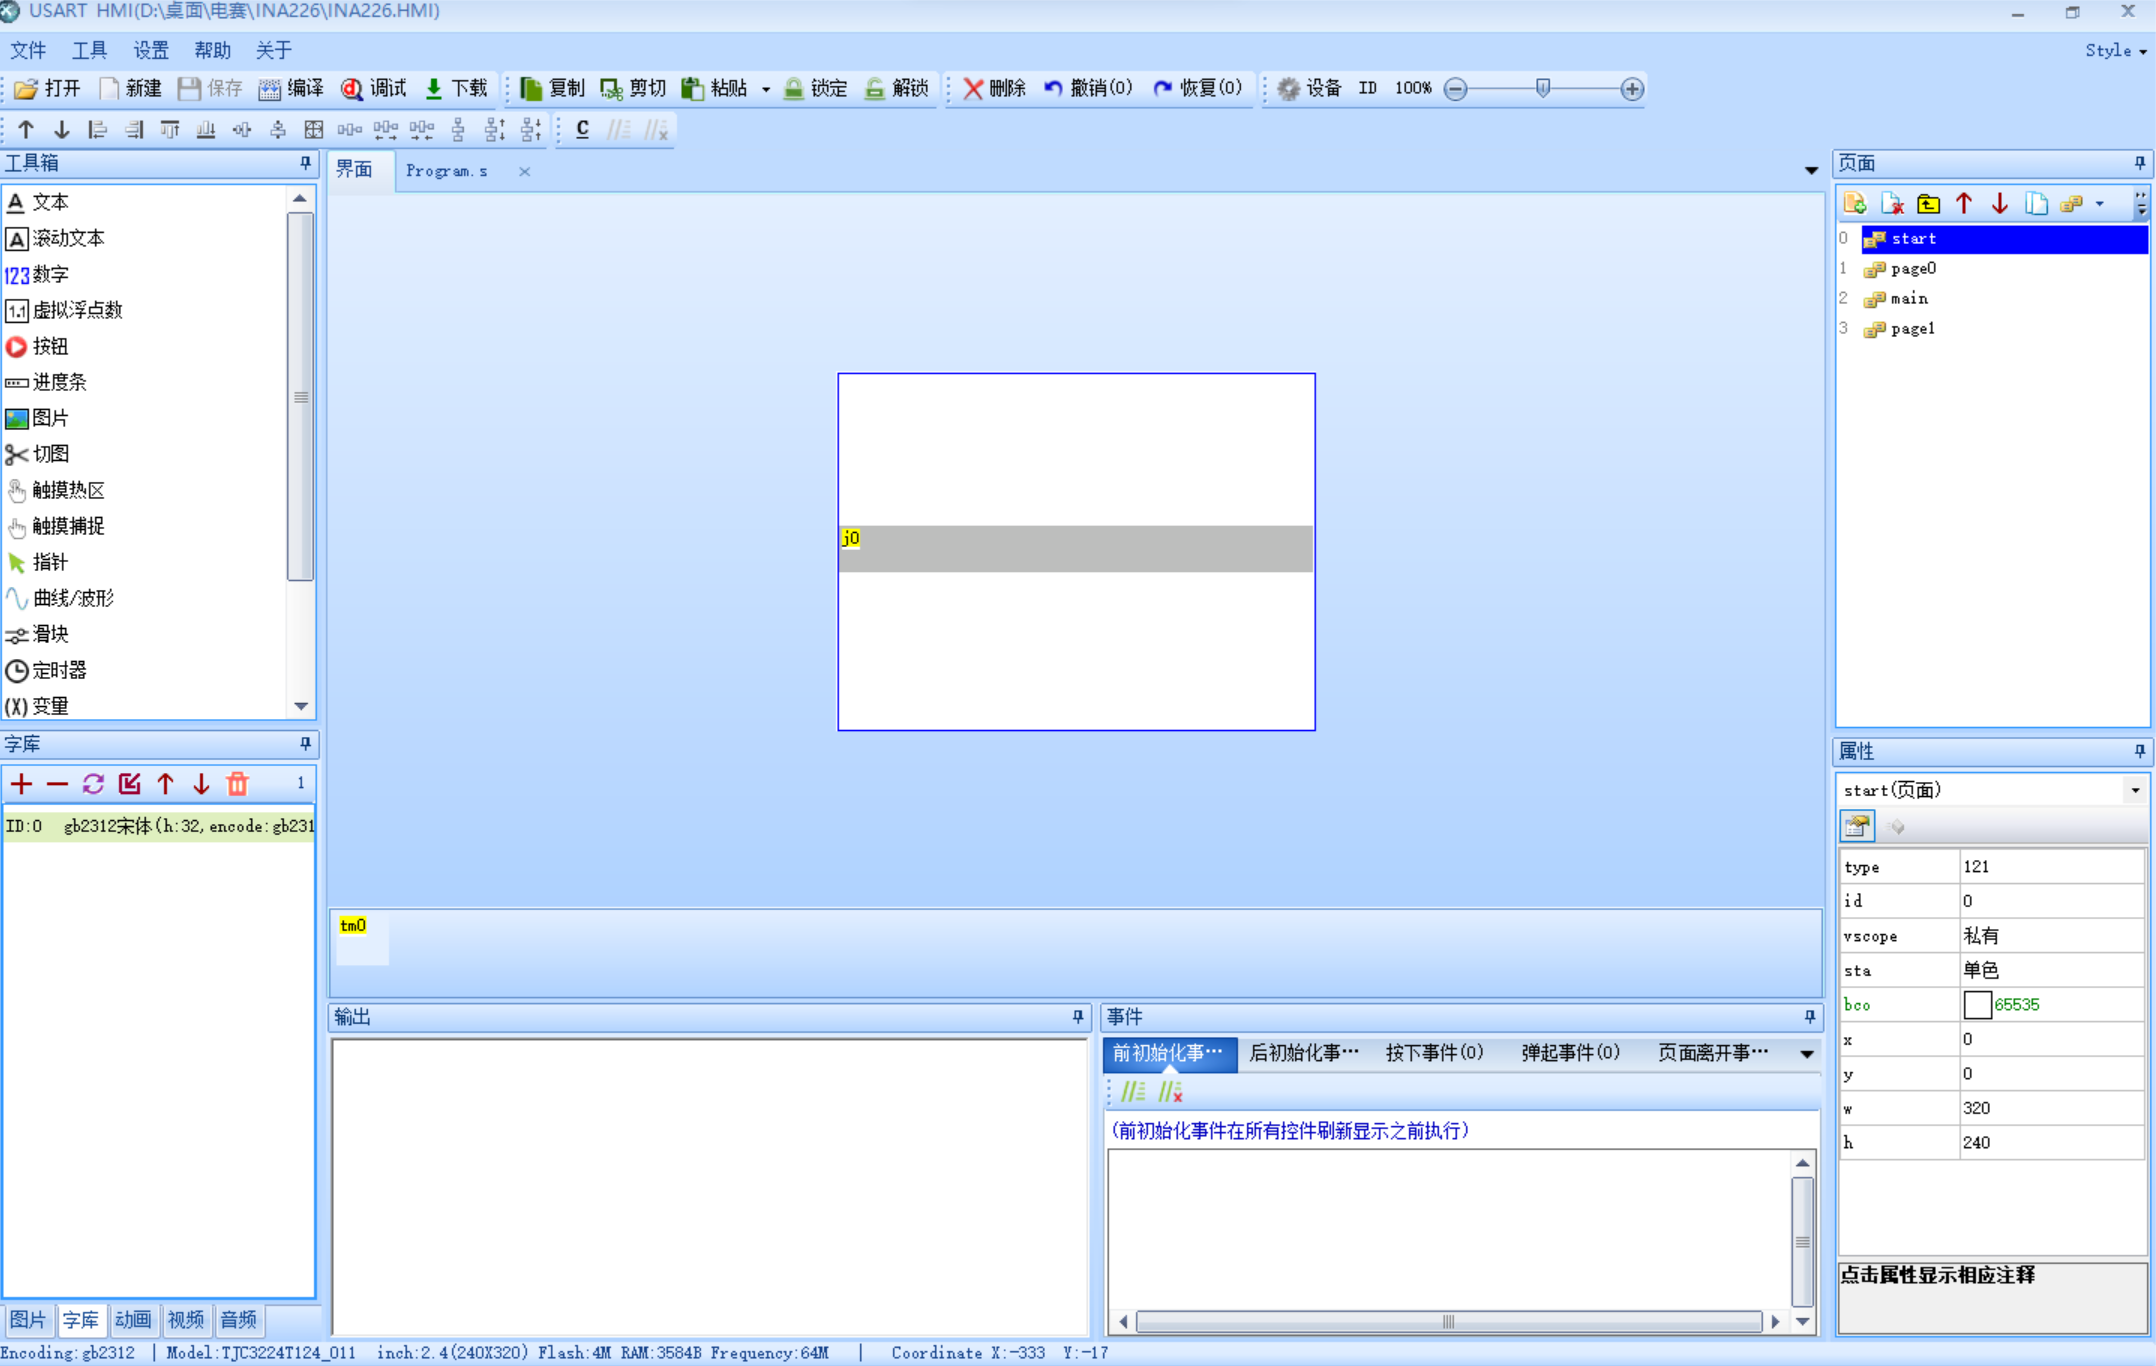 USART HMI(D:\桌面\电赛\INA226\INA226.HMI)
文件 工具 设置 帮助 关于 Style
打开 新建 保存 编译 调试 下载 复制 剪切 粘贴 锁定 解锁 删除 撤销(0) 恢复(0) 设备 ID 100%
C
工具箱
A 文本
A 滚动文本
123 数字
1.1 虚拟浮点数
按钮
进度条
图片
切图
触摸热区
触摸捕捉
指针
曲线/波形
滑块
定时器
(X) 变量
字库
1
ID:0 gb2312宋体(h:32,encode:gb231
图片 字库 动画 视频 音频
界面 Program.s
j0
tm0
输出
事件
前初始化事… 后初始化事… 按下事件(0) 弹起事件(0) 页面离开事…
(前初始化事件在所有控件刷新显示之前执行)
页面
0 start
1 page0
2 main
3 page1
属性
start(页面)
type 121
id 0
vscope 私有
sta 单色
bco 65535
x 0
y 0
w 320
h 240
点击属性显示相应注释
Encoding:gb2312 | Model:TJC3224T124_011 inch:2.4(240X320) Flash:4M RAM:3584B Frequency:64M | Coordinate X:-333 Y:-17